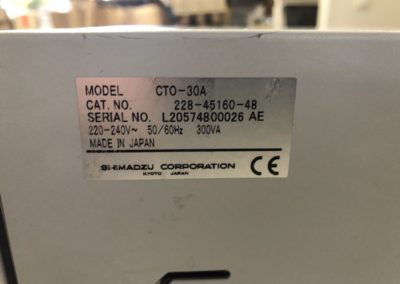 MODEL CTO-30A
CAT. NO. 228-45160-48
SERIAL NO. L20574800026 AE
220-240V~ 50/60Hz 300VA
MADE IN JAPAN
SHIMADZU CORPORATION
KYOTO JAPAN
CE